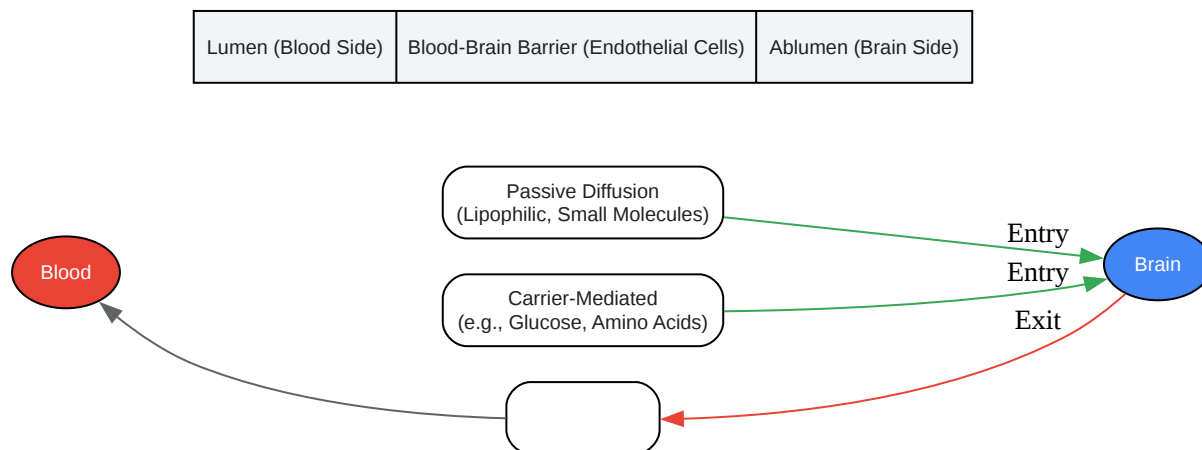 Lumen (Blood Side)
Blood-Brain Barrier (Endothelial Cells)
Ablumen (Brain Side)
Passive Diffusion
(Lipophilic, Small Molecules)
Entry
Blood
Brain
Entry
Carrier-Mediated
(e.g., Glucose, Amino Acids)
Exit